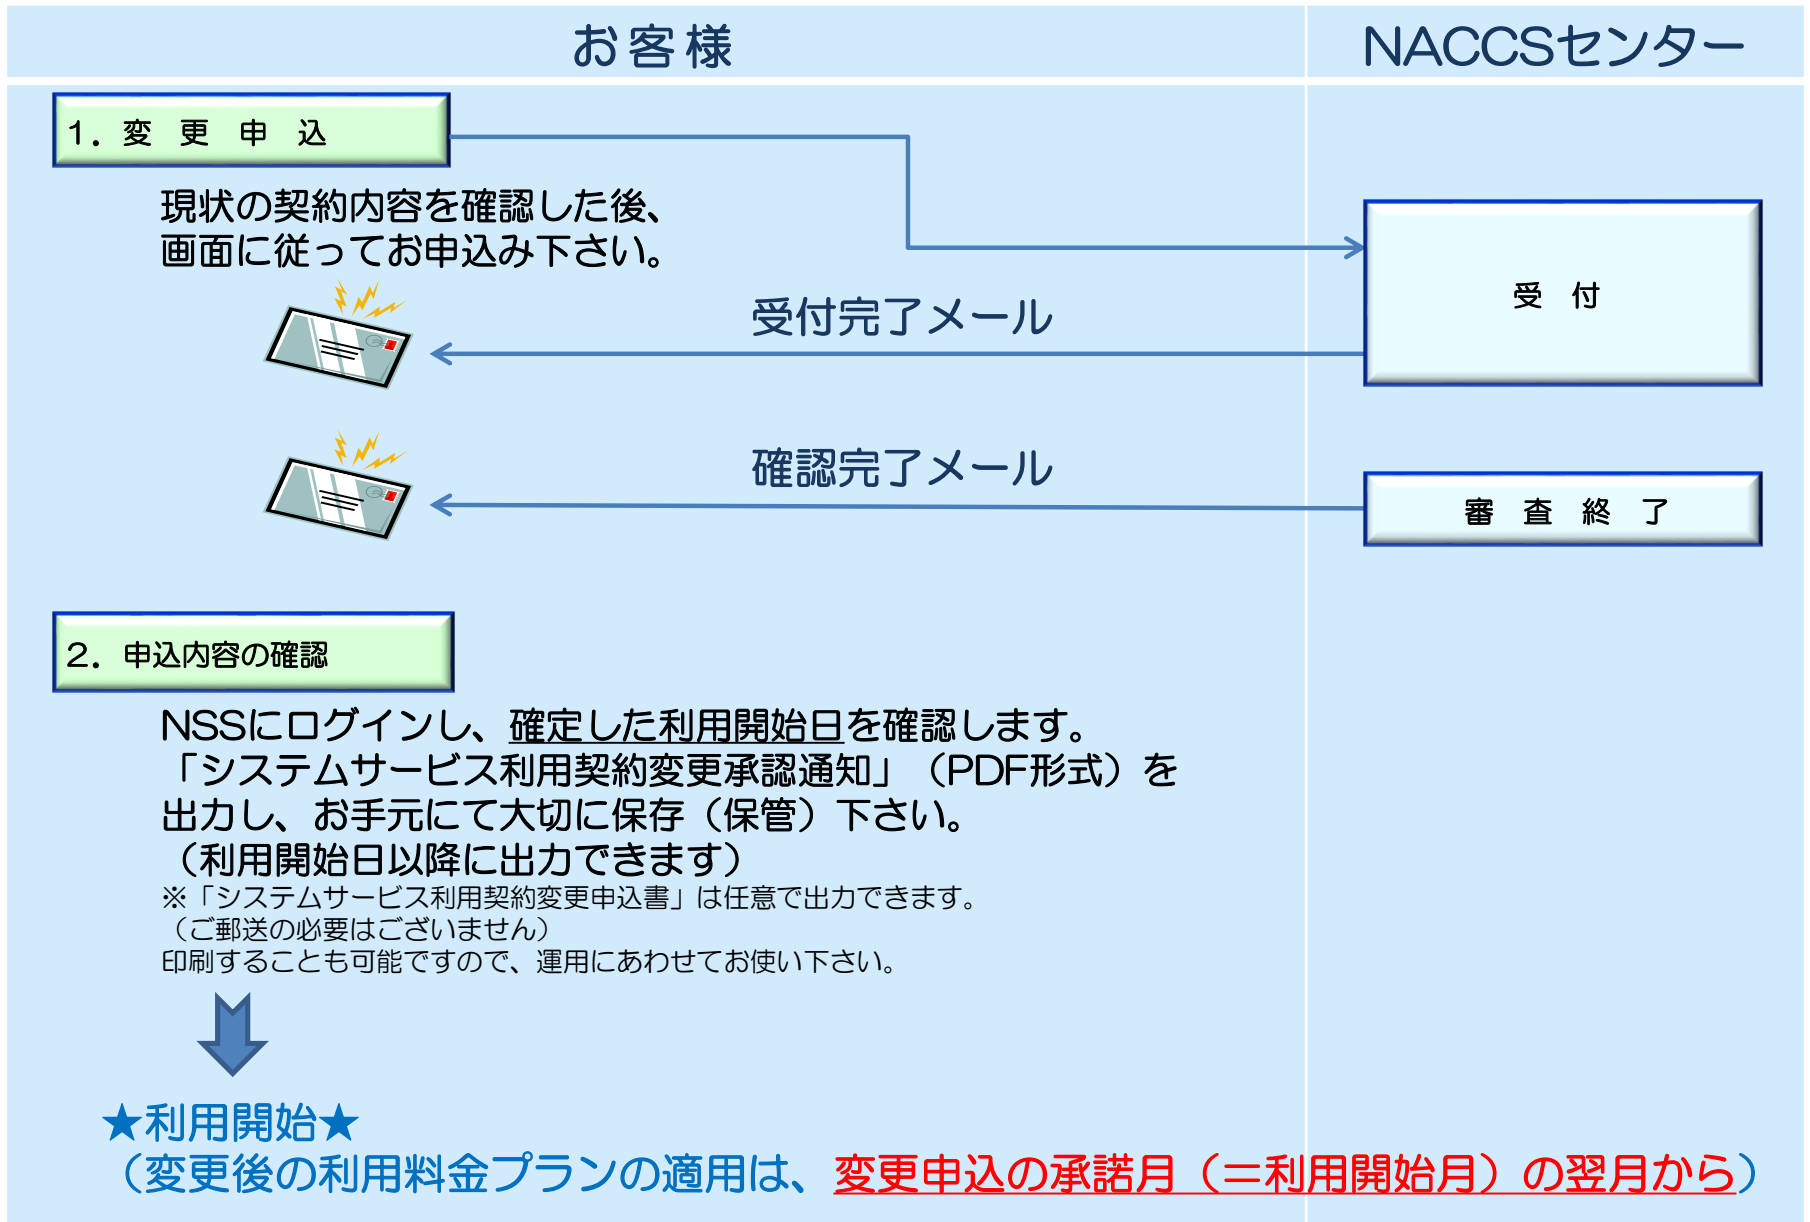 お客様
NACCSセンター
1．変　更　申　込
現状の契約内容を確認した後、
画面に従ってお申込み下さい。
受　付
受付完了メール
確認完了メール
審　査　終　了
2．申込内容の確認
NSSにログインし、確定した利用開始日を確認します。
「システムサービス利用契約変更承認通知」（PDF形式）を
出力し、お手元にて大切に保存（保管）下さい。
（利用開始日以降に出力できます）
※「システムサービス利用契約変更申込書」は任意で出力できます。
（ご郵送の必要はございません）
印刷することも可能ですので、運用にあわせてお使い下さい。
★利用開始★
（変更後の利用料金プランの適用は、変更申込の承諾月（＝利用開始月）の翌月から）